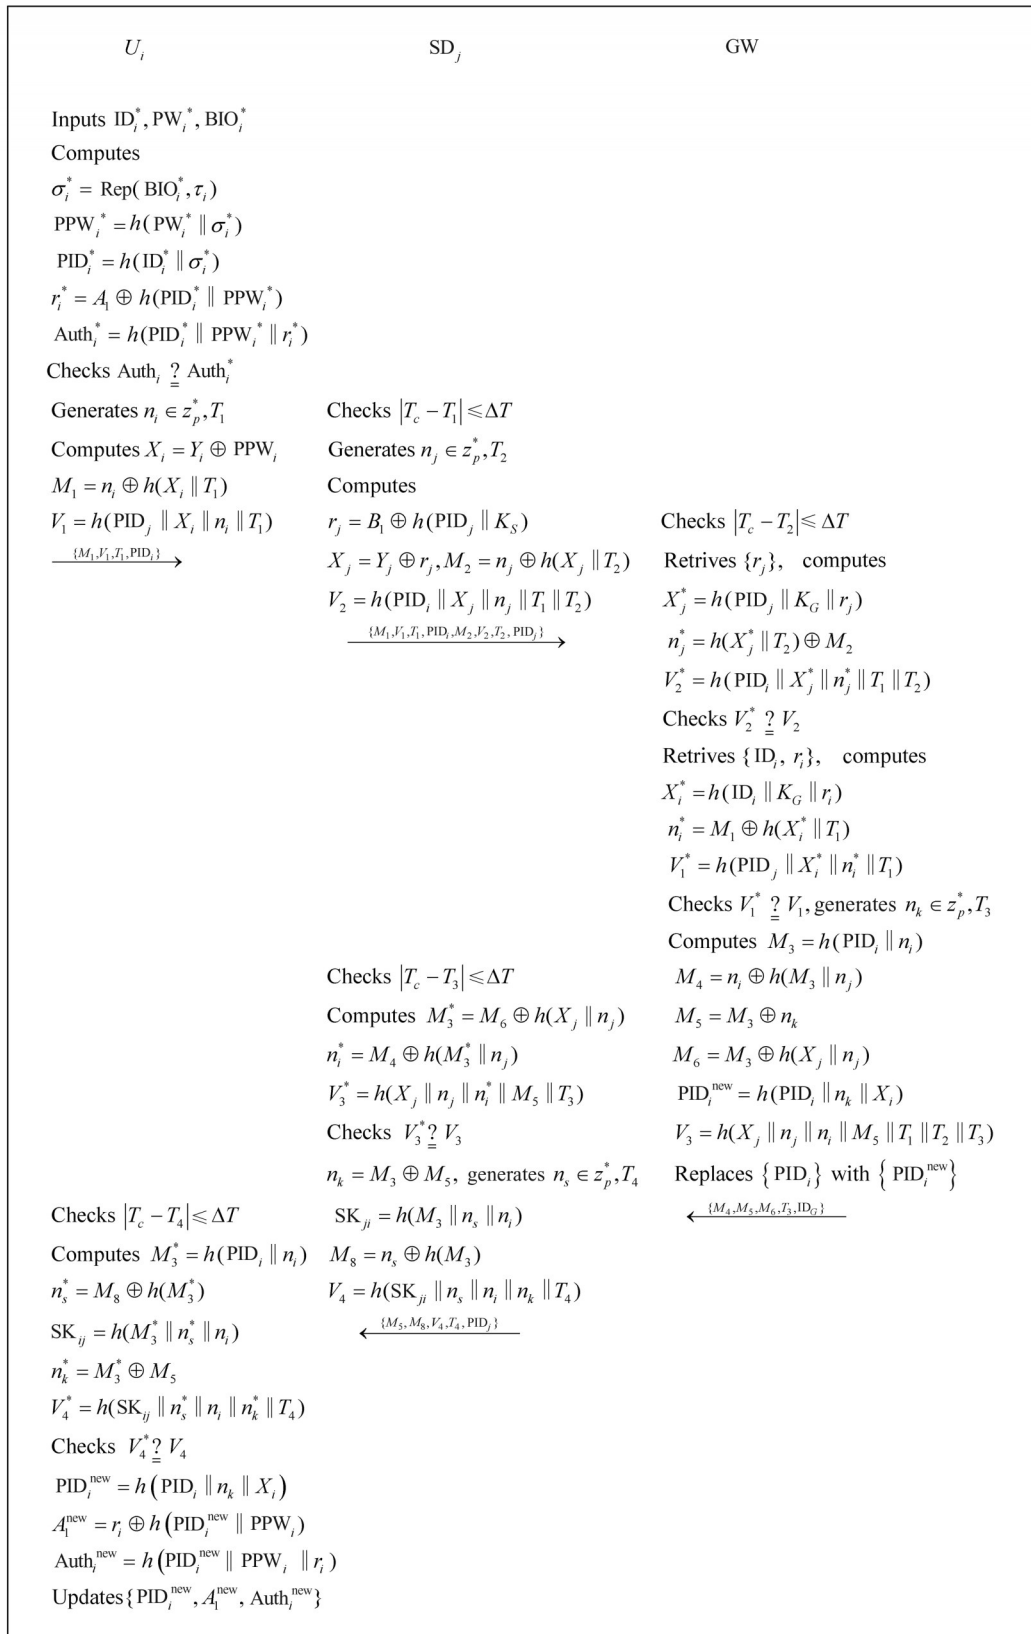 U_i SD_j GW
Inputs ID_i^*, PW_i^*, BIO_i^*
Computes
σ_i^* = Rep( BIO_i^*, τ_i)
PPW_i^* = h(PW_i^* ‖ σ_i^*)
PID_i^* = h(ID_i^* ‖ σ_i^*)
r_i^* = A_1 ⊕ h(PID_i^* ‖ PPW_i^*)
Auth_i^* = h(PID_i^* ‖ PPW_i^* ‖ r_i^*)
Checks Auth_i ≟ Auth_i^*
Generates n_i ∈ z_p^*, T_1
Computes X_i = Y_i ⊕ PPW_i
M_1 = n_i ⊕ h(X_i ‖ T_1)
V_1 = h(PID_j ‖ X_i ‖ n_i ‖ T_1)
{M_1,V_1,T_1,PID_j}
Checks |T_c − T_1| ≤ ΔT
Generates n_j ∈ z_p^*, T_2
Computes
r_j = B_1 ⊕ h(PID_j ‖ K_S)
X_j = Y_j ⊕ r_j, M_2 = n_j ⊕ h(X_j ‖ T_2)
V_2 = h(PID_i ‖ X_j ‖ n_j ‖ T_1 ‖ T_2)
{M_1,V_1,T_1,PID_i,M_2,V_2,T_2, PID_j}
Checks |T_c − T_2| ≤ ΔT
Retrives {r_j}, computes
X_j^* = h(PID_j ‖ K_G ‖ r_j)
n_j^* = h(X_j^* ‖ T_2) ⊕ M_2
V_2^* = h(PID_i ‖ X_j^* ‖ n_j^* ‖ T_1 ‖ T_2)
Checks V_2^* ≟ V_2
Retrives {ID_i, r_i}, computes
X_i^* = h(ID_i ‖ K_G ‖ r_i)
n_i^* = M_1 ⊕ h(X_i^* ‖ T_1)
V_1^* = h(PID_j ‖ X_i^* ‖ n_i^* ‖ T_1)
Checks V_1^* ≟ V_1, generates n_k ∈ z_p^*, T_3
Computes M_3 = h(PID_i ‖ n_i)
M_4 = n_i ⊕ h(M_3 ‖ n_j)
M_5 = M_3 ⊕ n_k
M_6 = M_3 ⊕ h(X_j ‖ n_j)
PID_i^new = h(PID_i ‖ n_k ‖ X_i)
V_3 = h(X_j ‖ n_j ‖ n_i ‖ M_5 ‖ T_1 ‖ T_2 ‖ T_3)
Replaces {PID_i} with {PID_i^new}
{M_4,M_5,M_6,T_3,ID_G}
Checks |T_c − T_3| ≤ ΔT
Computes M_3^* = M_6 ⊕ h(X_j ‖ n_j)
n_i^* = M_4 ⊕ h(M_3^* ‖ n_j)
V_3^* = h(X_j ‖ n_j ‖ n_i^* ‖ M_5 ‖ T_3)
Checks V_3^* ≟ V_3
n_k = M_3 ⊕ M_5, generates n_s ∈ z_p^*, T_4
SK_ji = h(M_3 ‖ n_s ‖ n_i)
M_8 = n_s ⊕ h(M_3)
V_4 = h(SK_ji ‖ n_s ‖ n_i ‖ n_k ‖ T_4)
{M_5,M_8,V_4,T_4,PID_j}
Checks |T_c − T_4| ≤ ΔT
Computes M_3^* = h(PID_i ‖ n_i)
n_s^* = M_8 ⊕ h(M_3^*)
SK_ij = h(M_3^* ‖ n_s^* ‖ n_i)
n_k^* = M_3^* ⊕ M_5
V_4^* = h(SK_ij ‖ n_s^* ‖ n_i ‖ n_k^* ‖ T_4)
Checks V_4^* ≟ V_4
PID_i^new = h(PID_i ‖ n_k ‖ X_i)
A_1^new = r_i ⊕ h(PID_i^new ‖ PPW_i)
Auth_i^new = h(PID_i^new ‖ PPW_i ‖ r_i)
Updates{PID_i^new, A_1^new, Auth_i^new}